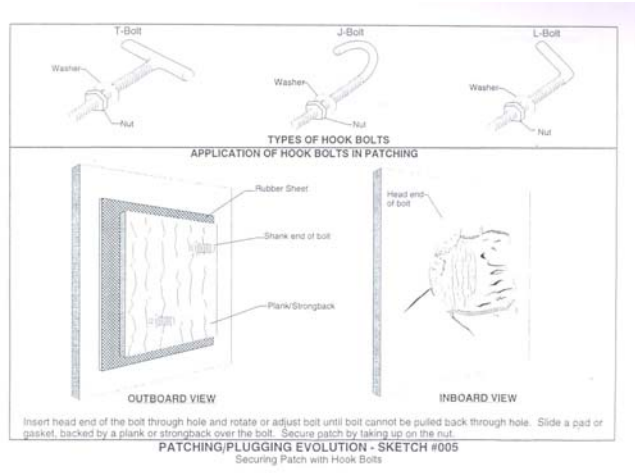 T-Bolt
J-Bolt
L-Bolt
Washer
Washer
Washer
Nut
Nut
Nut
TYPES OF HOOK BOLTS
APPLICATION OF HOOK BOLTS IN PATCHING
Rubber Sheet
Shank end of bolt
Plank/Strongback
Head end
of bolt
OUTBOARD VIEW
INBOARD VIEW
Insert head end of the bolt through hole and rotate or adjust bolt until bolt cannot be pulled back through hole. Slide a pad or
gasket, backed by a plank or strongback over the bolt. Secure patch by taking up on the nut.
PATCHING/PLUGGING EVOLUTION - SKETCH #005
Securing Patch with Hook Bolts